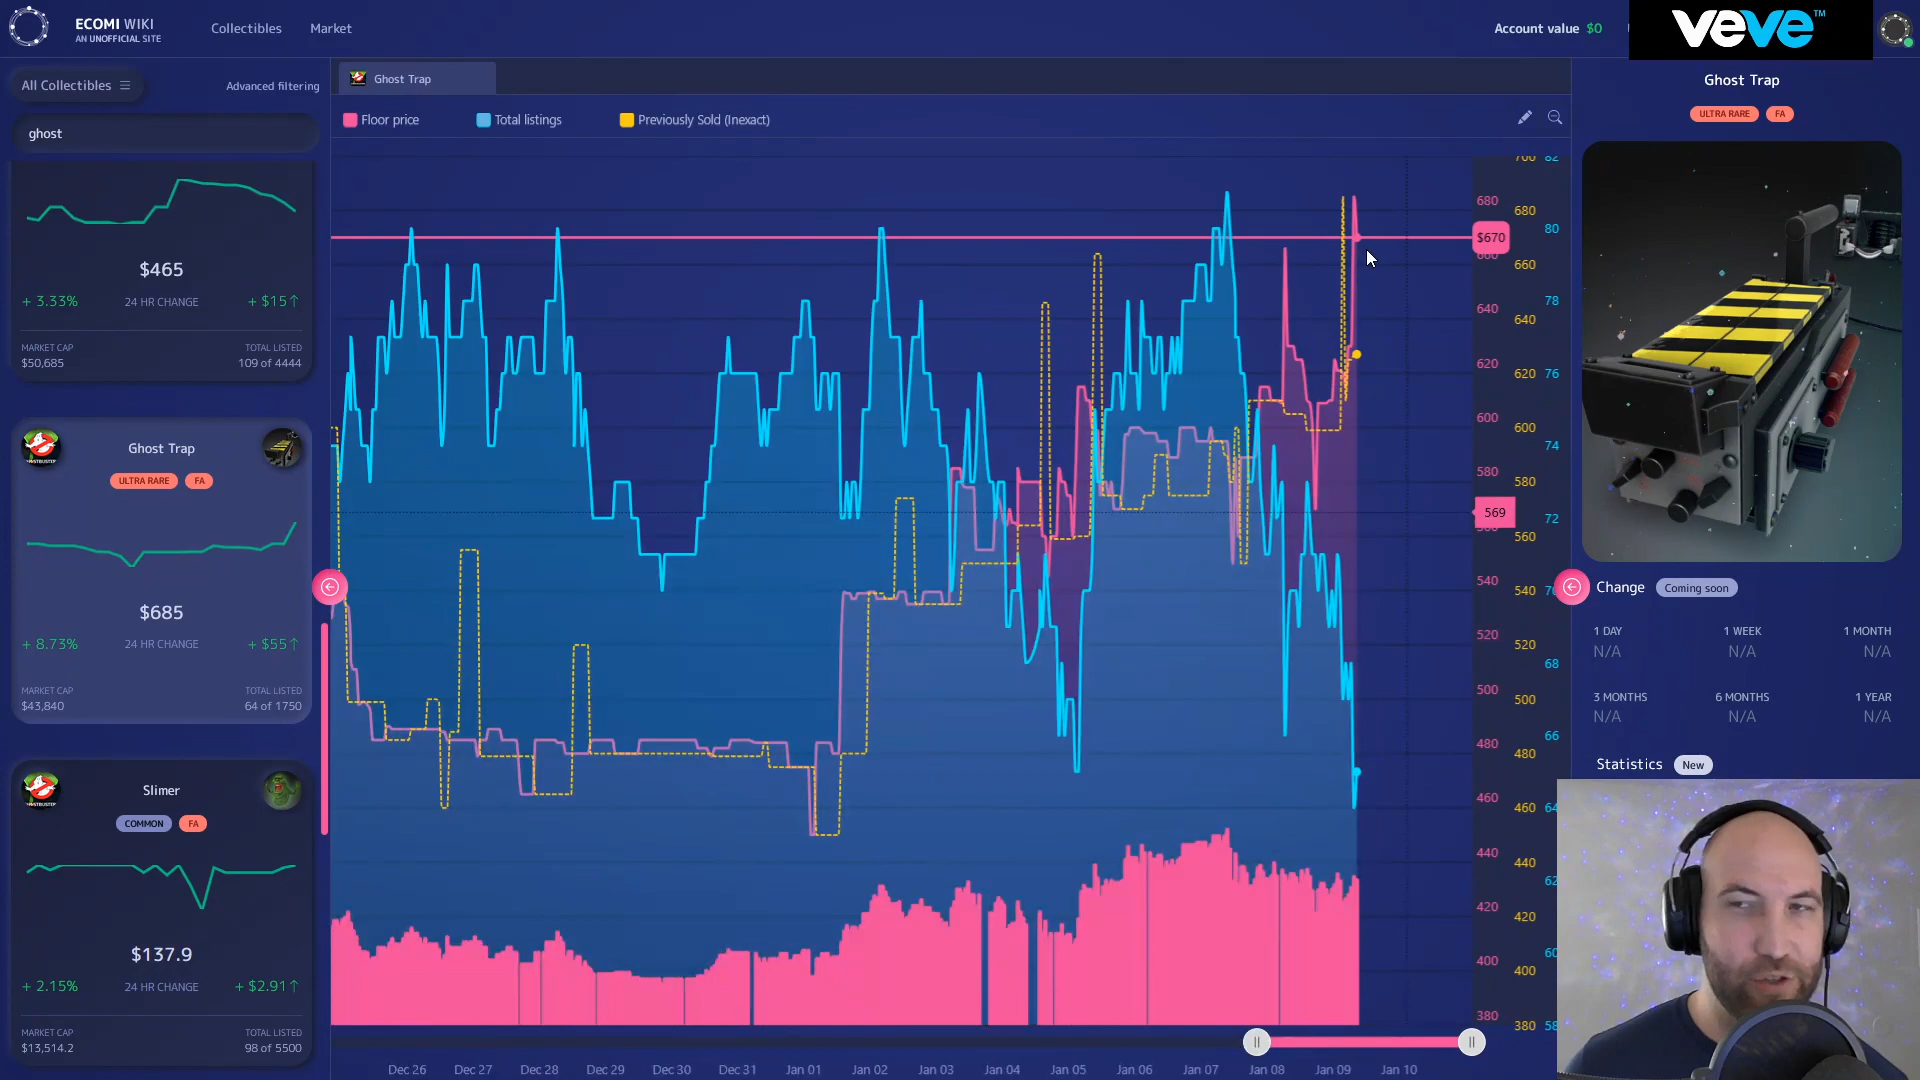 ECOMI WIKI
AN UNOFFICIAL SITE
Collectibles
Market
Account value $0
VEVE™
All Collectibles
Advanced filtering
ghost
$465
+ 3.33%
24 HR CHANGE
+ $15↑
MARKET CAP
TOTAL LISTED
$50,685
109 of 4444
Ghost Trap
ULTRA RARE
FA
$685
+ 8.73%
24 HR CHANGE
+ $55↑
MARKET CAP
TOTAL LISTED
$43,840
64 of 1750
Slimer
COMMON
FA
$137.9
+ 2.15%
24 HR CHANGE
+ $2.91↑
MARKET CAP
TOTAL LISTED
$13,514.2
98 of 5500
Ghost Trap
Floor price
Total listings
Previously Sold (Inexact)
700 82
680
680
$670
80
660
660
640
78
640
620
620 76
600
600
74
580
580
569
72
560
540
540
520
520
68
500
500
480
66
480
460
460 64
440
440
62
420
420
60
400
400
380
380 58
Dec 26 Dec 27 Dec 28 Dec 29 Dec 30 Dec 31 Jan 01 Jan 02 Jan 03 Jan 04 Jan 05 Jan 06 Jan 07 Jan 08 Jan 09 Jan 10
Ghost Trap
ULTRA RARE
FA
Change
Coming soon
1 DAY
1 WEEK
1 MONTH
N/A
N/A
N/A
3 MONTHS
6 MONTHS
1 YEAR
N/A
N/A
N/A
Statistics
New